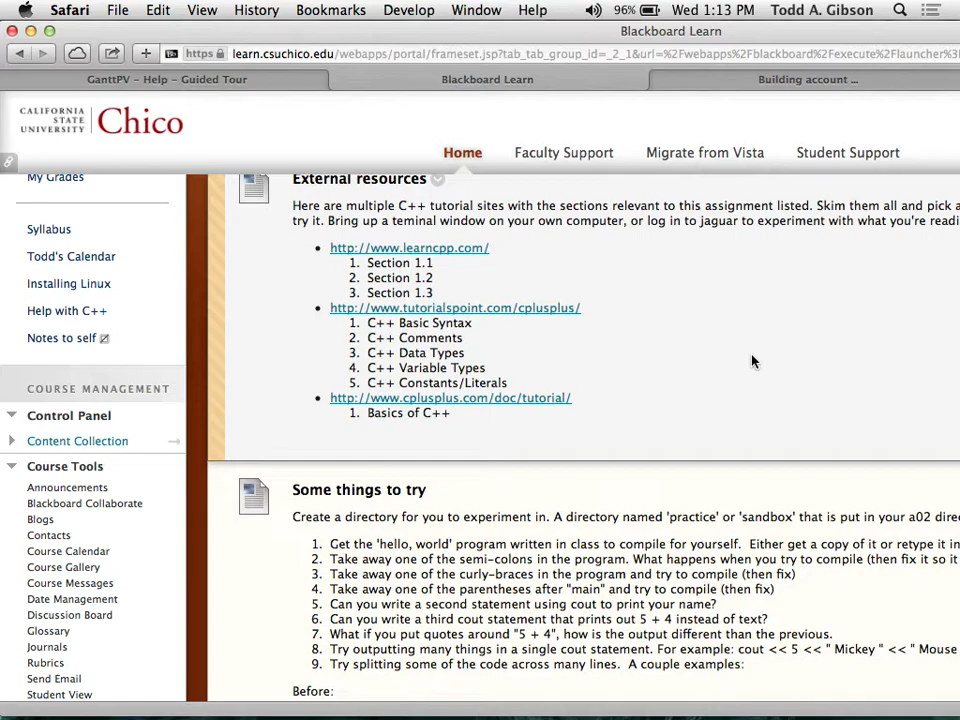 Safari File Edit View History Bookmarks Develop Window Help 96% Wed 1:13 PM Todd A. Gibson
Blackboard Learn
https learn.csuchico.edu/webapps/portal/frameset.jsp?tab_tab_group_id=_2_1&url=%2Fwebapps%2Fblackboard%2Fexecute%2Flauncher%3
GanttPV – Help – Guided Tour Blackboard Learn Building account ...
CALIFORNIA
STATE
UNIVERSITY
Chico
Home Faculty Support Migrate from Vista Student Support
My Grades
Syllabus
Todd's Calendar
Installing Linux
Help with C++
Notes to self
COURSE MANAGEMENT
Control Panel
Content Collection
Course Tools
Announcements
Blackboard Collaborate
Blogs
Contacts
Course Calendar
Course Gallery
Course Messages
Date Management
Discussion Board
Glossary
Journals
Rubrics
Send Email
Student View
External resources
Here are multiple C++ tutorial sites with the sections relevant to this assignment listed. Skim them all and pick a
try it. Bring up a teminal window on your own computer, or log in to jaguar to experiment with what you're readi
• http://www.learncpp.com/
1. Section 1.1
2. Section 1.2
3. Section 1.3
• http://www.tutorialspoint.com/cplusplus/
1. C++ Basic Syntax
2. C++ Comments
3. C++ Data Types
4. C++ Variable Types
5. C++ Constants/Literals
• http://www.cplusplus.com/doc/tutorial/
1. Basics of C++
Some things to try
Create a directory for you to experiment in. A directory named 'practice' or 'sandbox' that is put in your a02 dire
1. Get the 'hello, world' program written in class to compile for yourself. Either get a copy of it or retype it in
2. Take away one of the semi-colons in the program. What happens when you try to compile (then fix it so it
3. Take away one of the curly-braces in the program and try to compile (then fix)
4. Take away one of the parentheses after "main" and try to compile (then fix)
5. Can you write a second statement using cout to print your name?
6. Can you write a third cout statement that prints out 5 + 4 instead of text?
7. What if you put quotes around "5 + 4", how is the output different than the previous.
8. Try outputting many things in a single cout statement. For example: cout << 5 << " Mickey " << " Mouse
9. Try splitting some of the code across many lines. A couple examples:
Before: